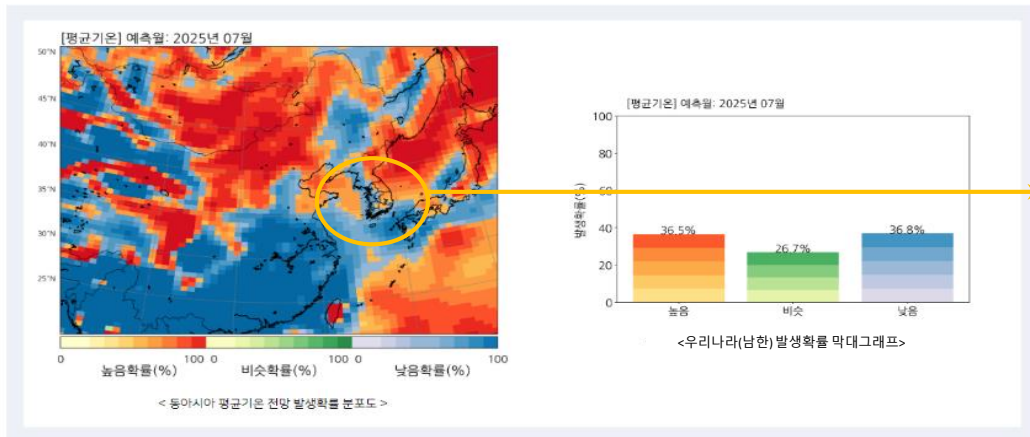 [평균기온] 예측월: 2025년 07월
50°N
45°N
40°N
35°N
30°N
25°N
0 100 0 100 0 100
높음확률(%) 비슷확률(%) 낮음확률(%)
< 동아시아 평균기온 전망 발생확률 분포도 >
[평균기온] 예측월: 2025년 07월
발생확률(%)
100
80
60
40
20
0
36.5% 26.7% 36.8%
높음 비슷 낮음
<우리나라(남한) 발생확률 막대그래프>